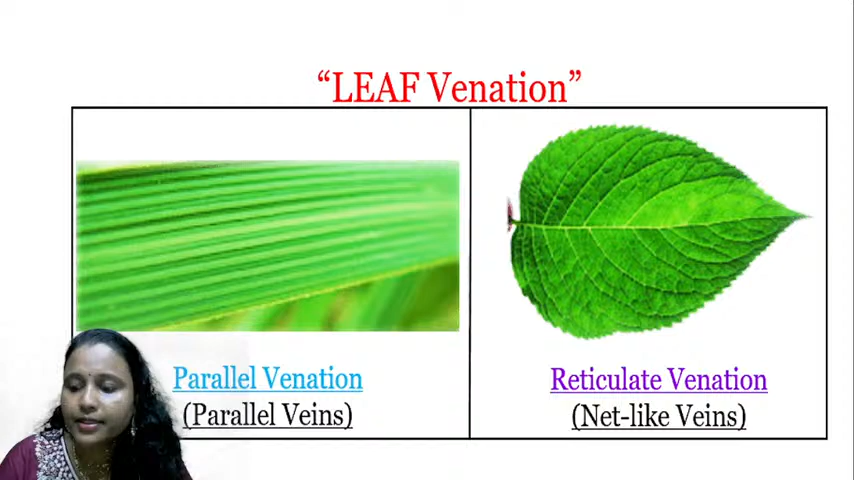 “LEAF Venation”
Parallel Venation
(Parallel Veins)
Reticulate Venation
(Net-like Veins)